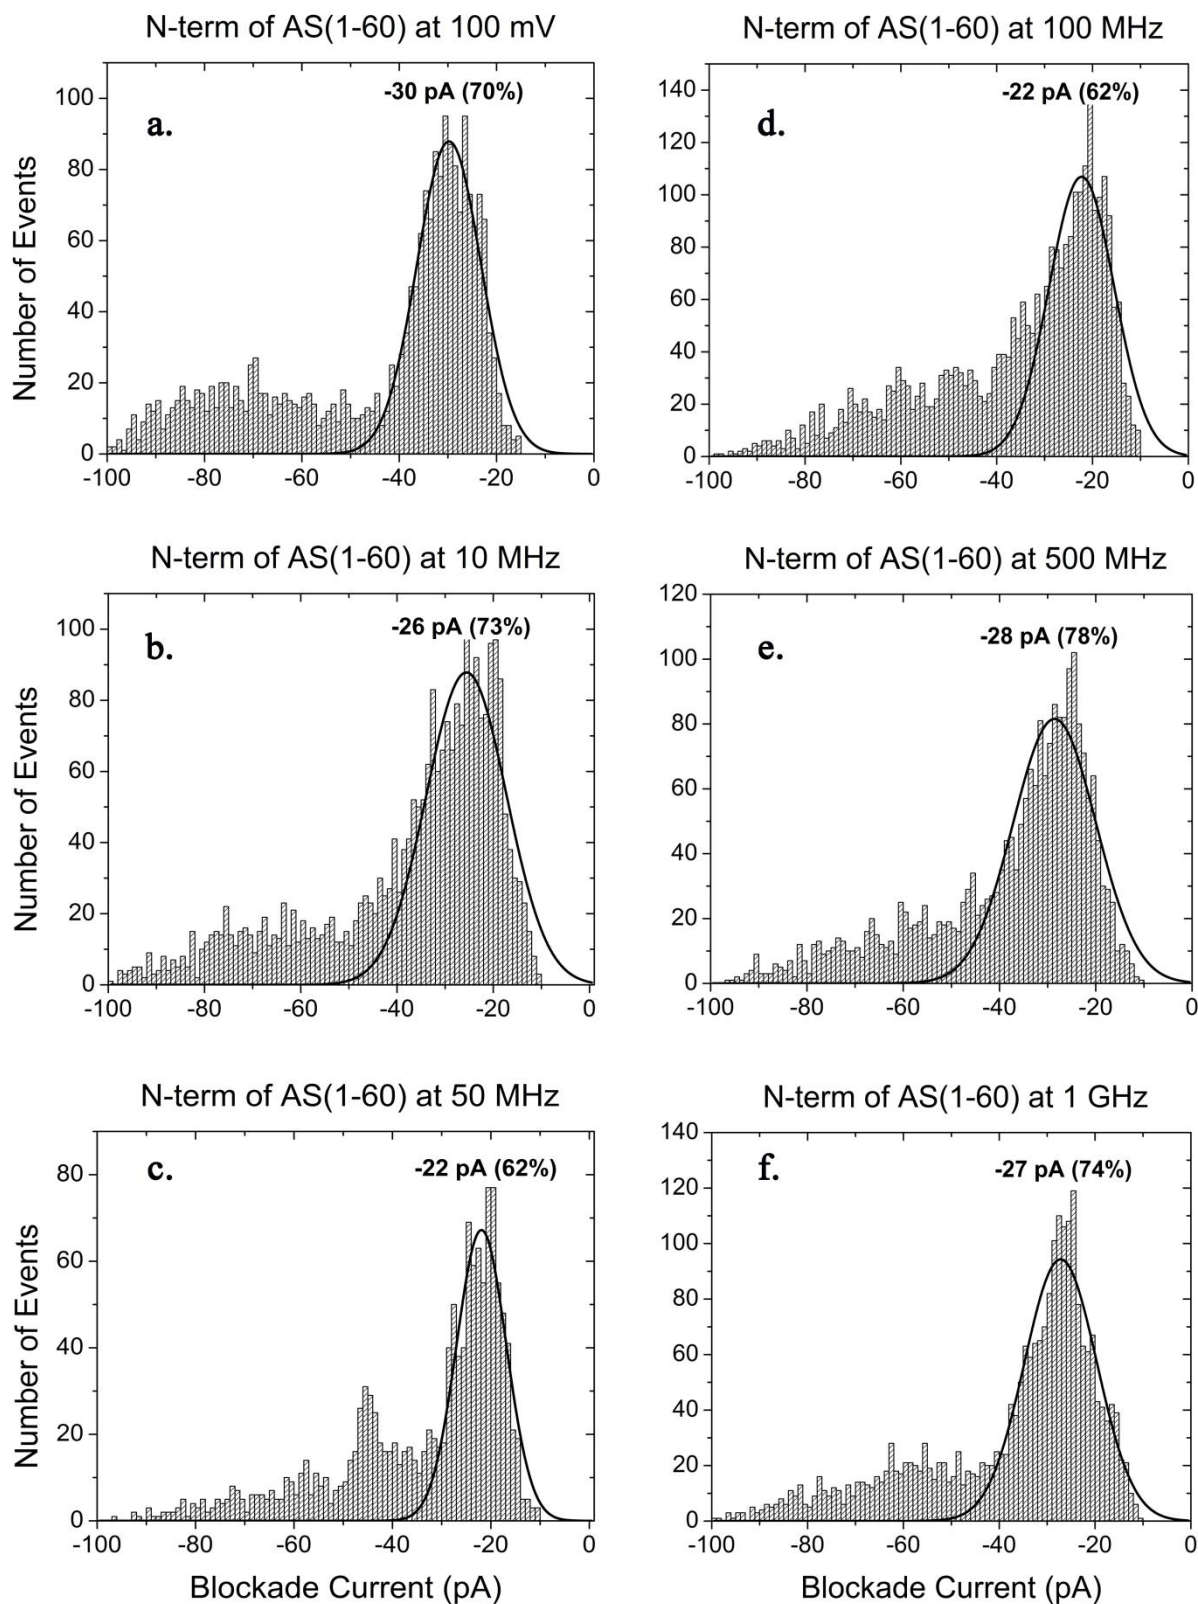 N-term of AS(1-60) at 100 mV
-30 pA (70%)
a.
100
80
60
40
20
0
-100 -80 -60 -40 -20 0
Number of Events
N-term of AS(1-60) at 100 MHz
-22 pA (62%)
d.
140
120
100
80
60
40
20
0
-100 -80 -60 -40 -20 0
N-term of AS(1-60) at 10 MHz
-26 pA (73%)
b.
100
80
60
40
20
0
-100 -80 -60 -40 -20 0
Number of Events
N-term of AS(1-60) at 500 MHz
-28 pA (78%)
e.
120
100
80
60
40
20
0
-100 -80 -60 -40 -20 0
N-term of AS(1-60) at 50 MHz
-22 pA (62%)
c.
80
60
40
20
0
-100 -80 -60 -40 -20 0
Number of Events
Blockade Current (pA)
N-term of AS(1-60) at 1 GHz
-27 pA (74%)
f.
140
120
100
80
60
40
20
0
-100 -80 -60 -40 -20 0
Blockade Current (pA)